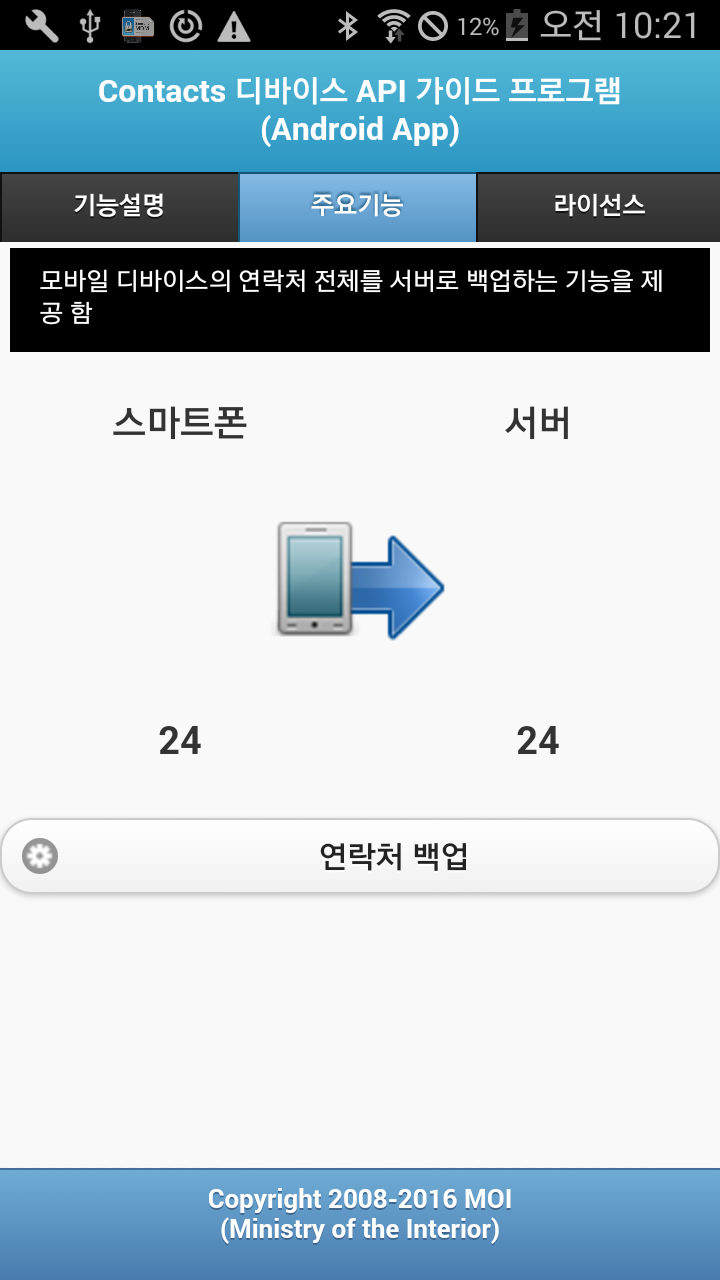 12% 오전 10:21
Contacts 디바이스 API 가이드 프로그램
(Android App)
기능설명 주요기능 라이선스
모바일 디바이스의 연락처 전체를 서버로 백업하는 기능을 제
공 함
스마트폰 서버
24 24
연락처 백업
Copyright 2008-2016 MOI
(Ministry of the Interior)